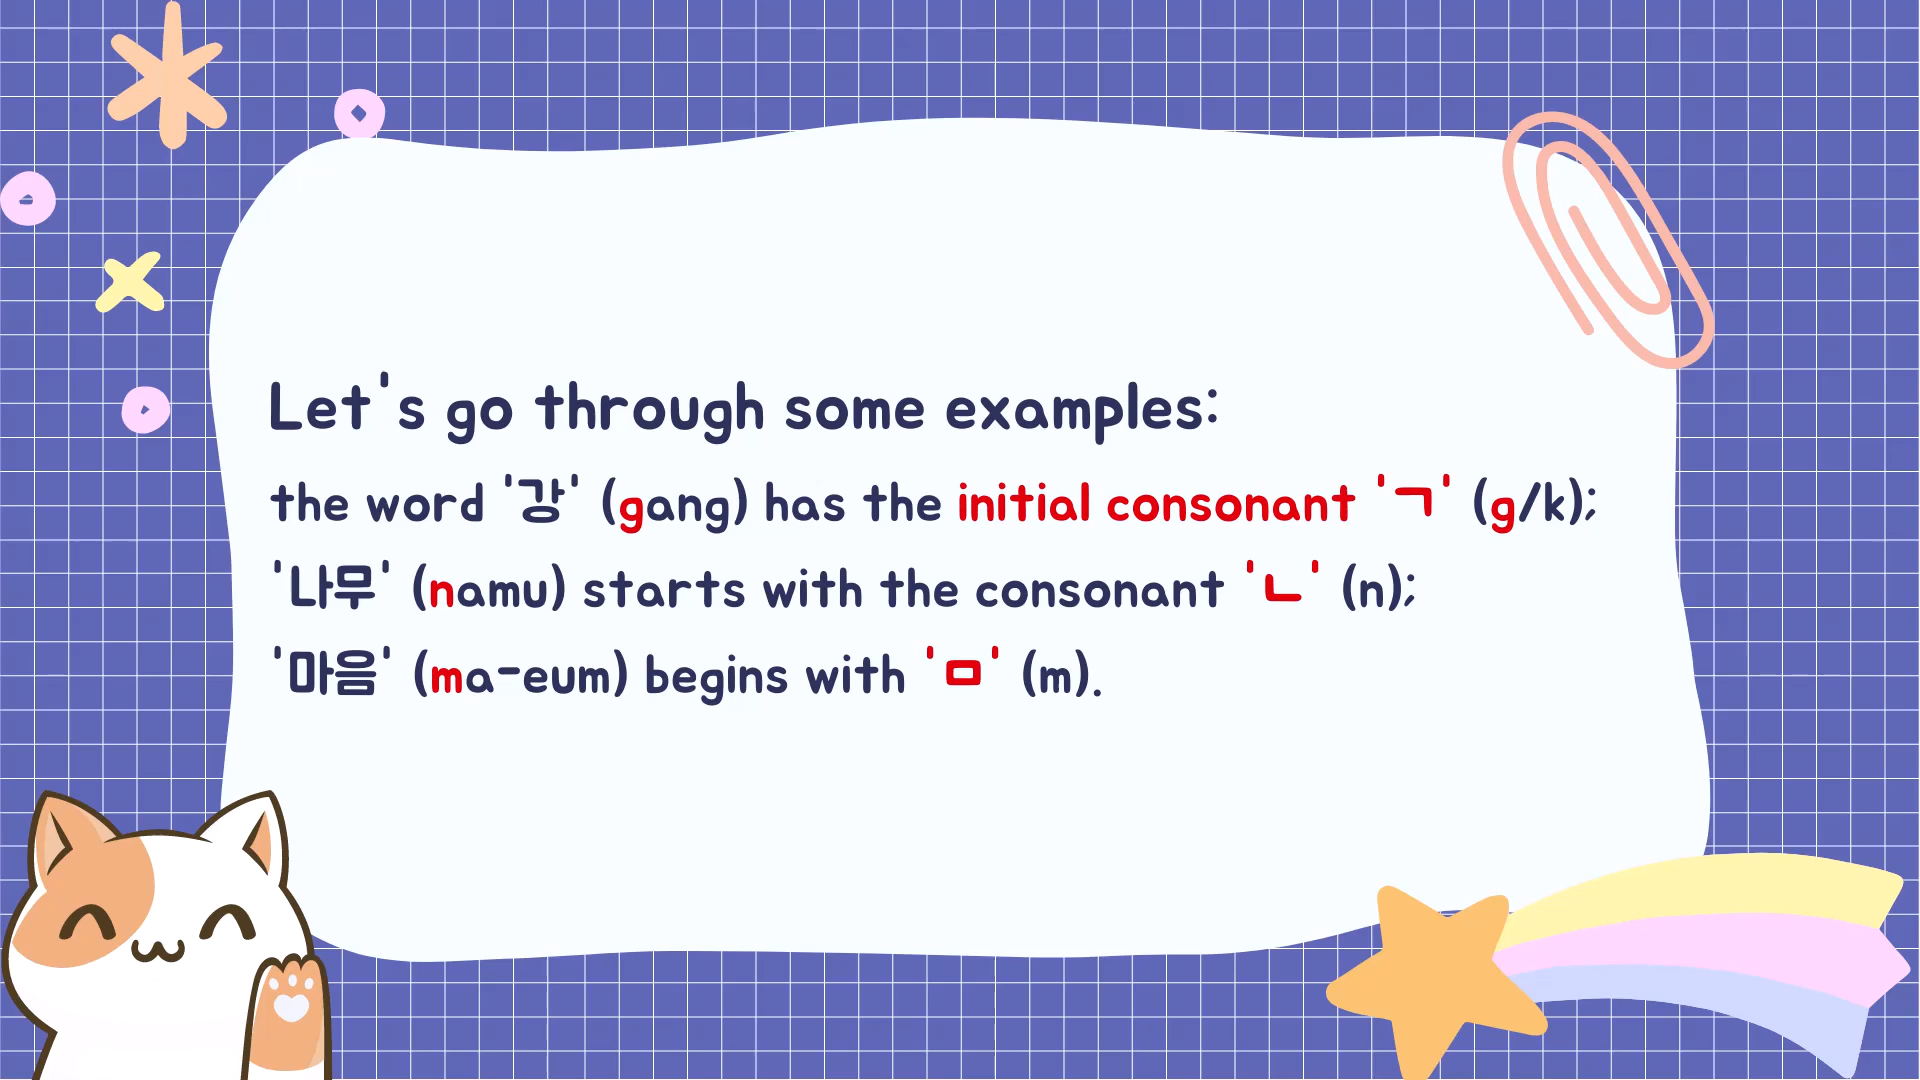 Let's go through some examples:
the word '강' (gang) has the initial consonant 'ㄱ' (g/k);
'나무' (namu) starts with the consonant 'ㄴ' (n);
'마음' (ma-eum) begins with 'ㅁ' (m).